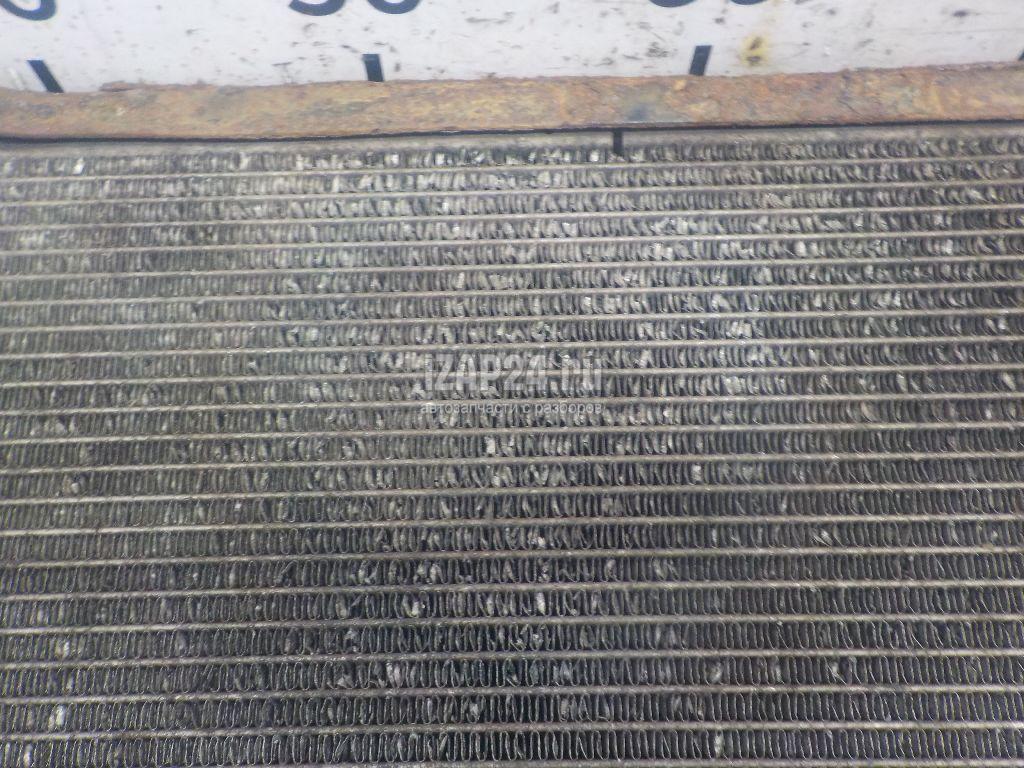 iZAP24.ru
автозапчасти с разборов